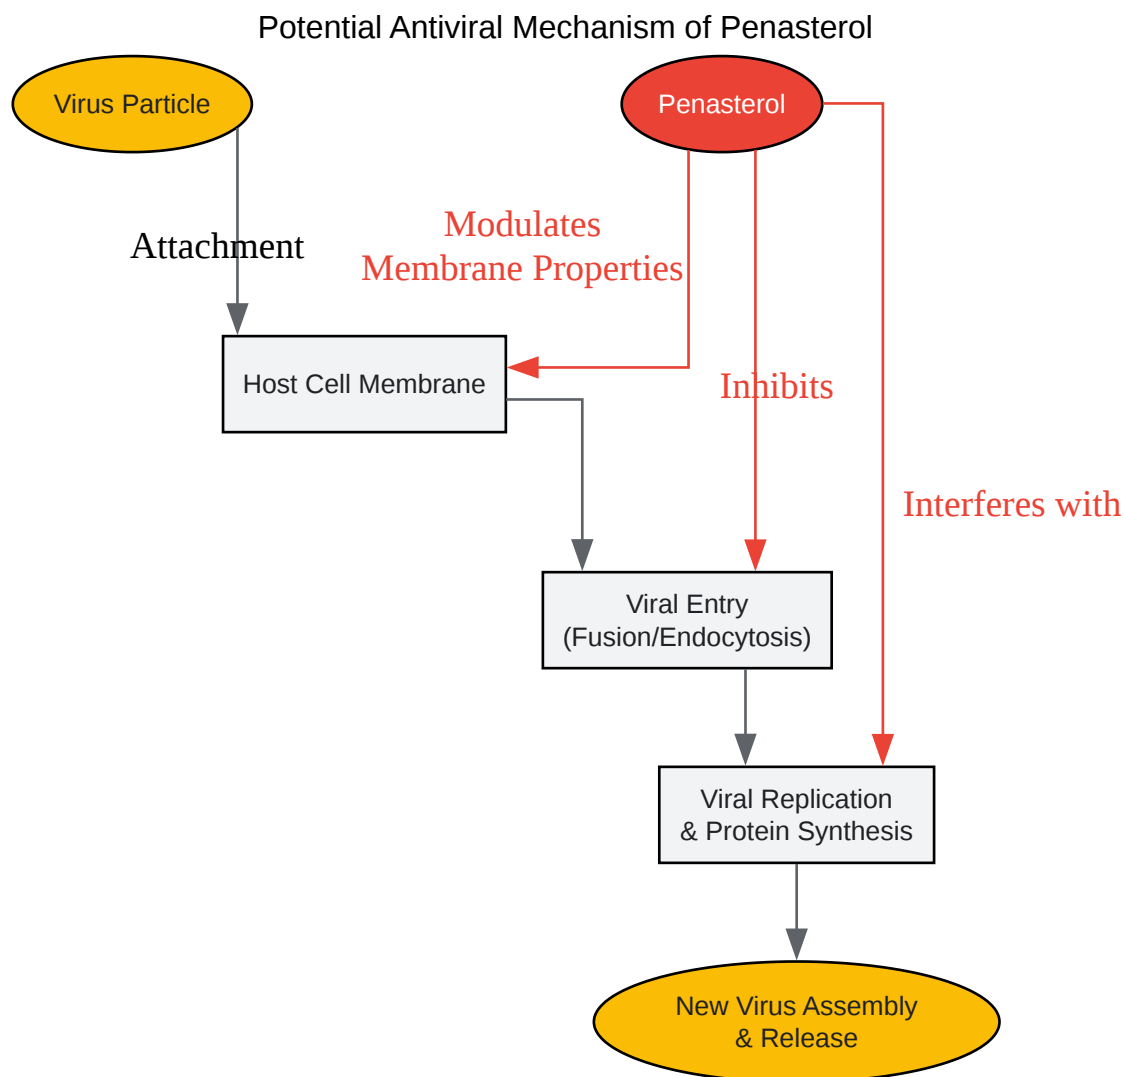 Potential Antiviral Mechanism of Penasterol
Virus Particle
Penasterol
Modulates
Membrane Properties
Attachment
Host Cell Membrane
Inhibits
Interferes with
Viral Entry
(Fusion/Endocytosis)
Viral Replication
& Protein Synthesis
New Virus Assembly
& Release